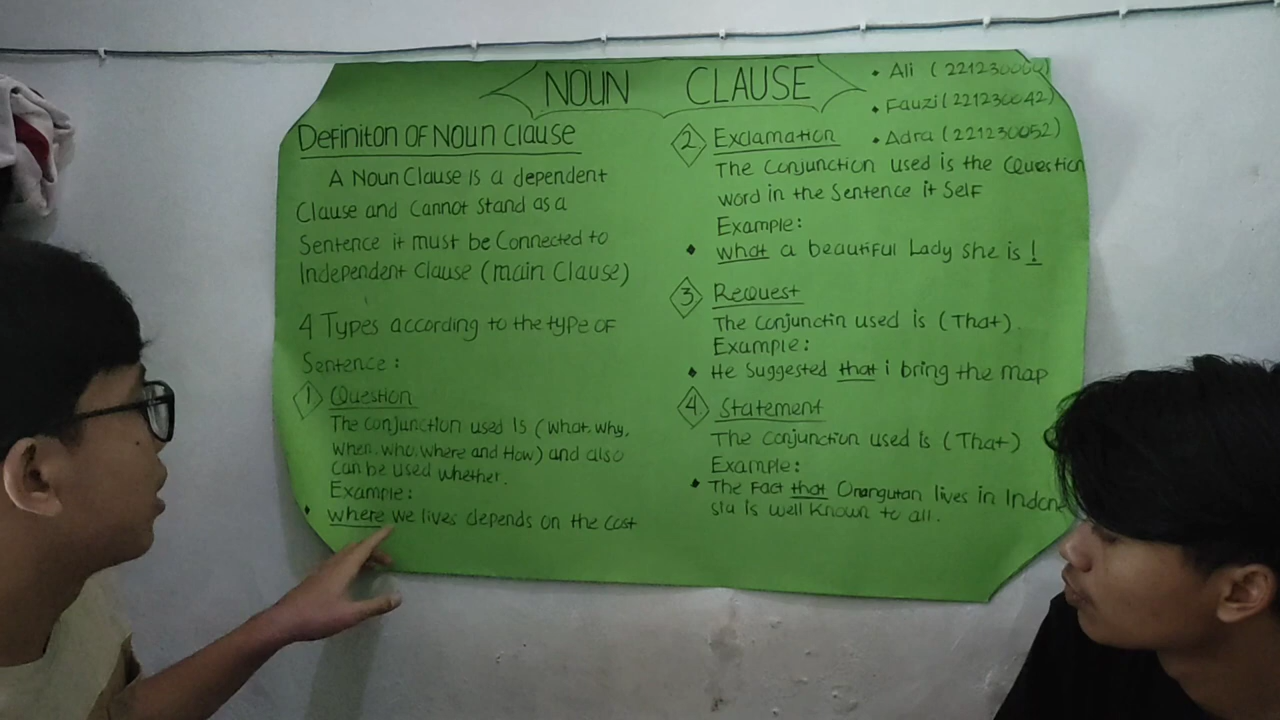 NOUN CLAUSE
• Ali (221230060)
• Fauzi (221230042)
• Adra (221230052)
Definiton OF NOUN Clause
A Noun Clause is a dependent
Clause and Cannot Stand as a
Sentence it must be Connected to
Independent Clause (main Clause)
4 Types according to the type OF
Sentence :
1 Question
The conjunction used is (what, why,
when, who, where and How) and also
can be used whether.
Example :
• where we lives depends on the cost
2 Exclamation
The Conjunction used is the Question
word in the Sentence it SelF
Example :
• what a beautiful Lady she is !
3 Request
The conjunctin used is (That).
Example :
• He suggested that i bring the map
4. Statement
The conjunction used is (That)
Example :
• The Fact that Orangutan lives in Indone
sia is well known to all.